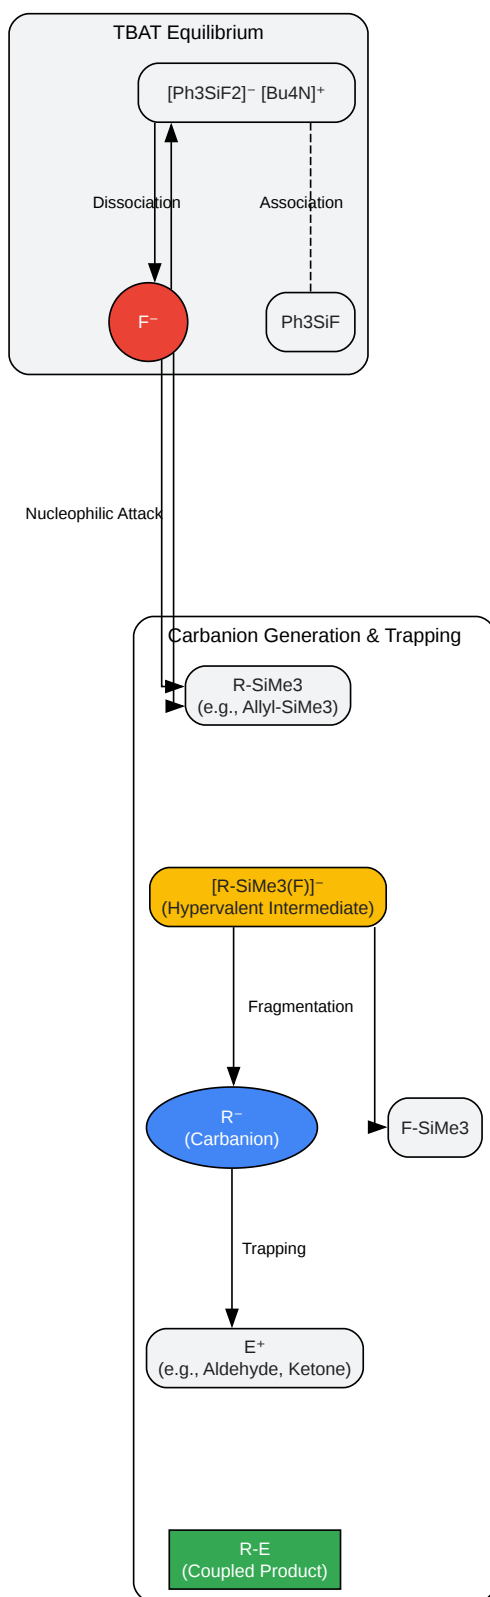 TBAT Equilibrium
[Ph3SiF2]⁻ [Bu4N]⁺
Dissociation
Association
F⁻
Ph3SiF
Nucleophilic Attack
Carbanion Generation & Trapping
R-SiMe3
(e.g., Allyl-SiMe3)
[R-SiMe3(F)]⁻
(Hypervalent Intermediate)
Fragmentation
R⁻
(Carbanion)
F-SiMe3
Trapping
E⁺
(e.g., Aldehyde, Ketone)
R-E
(Coupled Product)